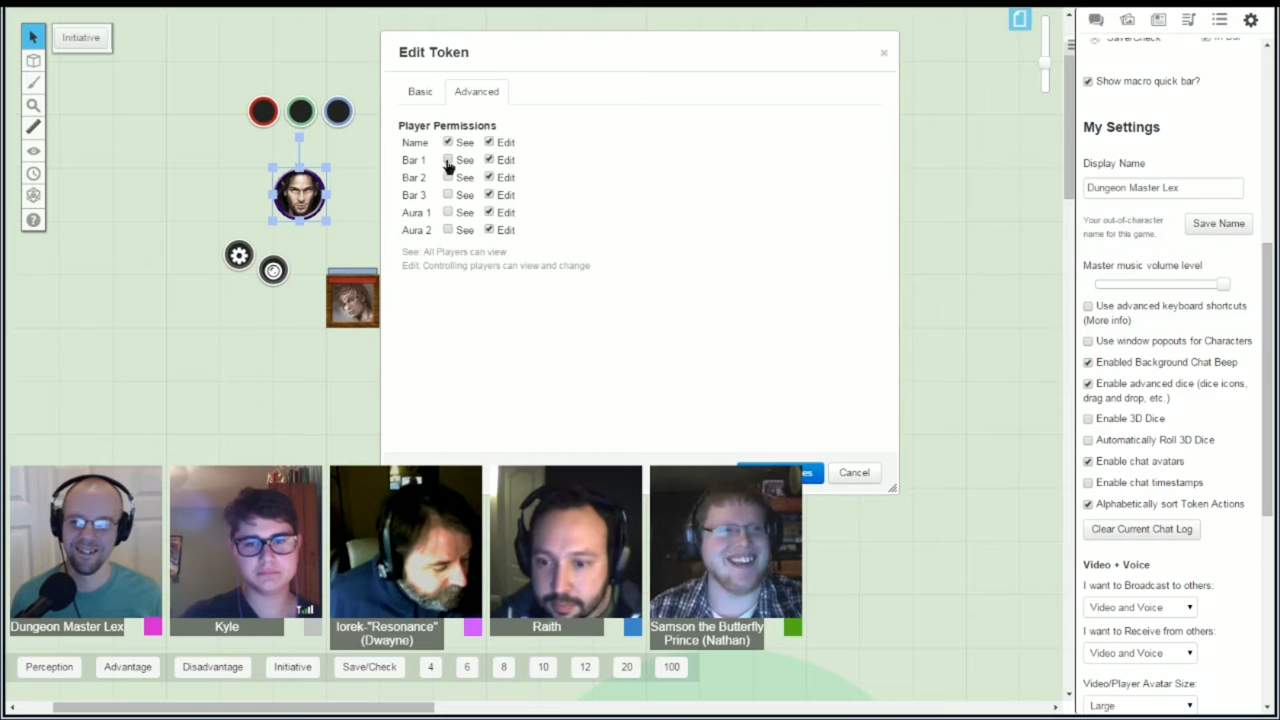 Initiative
Edit Token
×
Basic
Advanced
Player Permissions
Name See Edit
Bar 1 See Edit
Bar 2 See Edit
Bar 3 See Edit
Aura 1 See Edit
Aura 2 See Edit
See: All Players can view
Edit: Controlling players can view and change
Cancel
Show macro quick bar?
My Settings
Display Name
Dungeon Master Lex
Your out-of-character
name for this game.
Save Name
Master music volume level
Use advanced keyboard shortcuts
(More info)
Use window popouts for Characters
Enabled Background Chat Beep
Enable advanced dice (dice icons,
drag and drop, etc.)
Enable 3D Dice
Automatically Roll 3D Dice
Enable chat avatars
Enable chat timestamps
Alphabetically sort Token Actions
Clear Current Chat Log
Video + Voice
I want to Broadcast to others:
Video and Voice
I want to Receive from others:
Video and Voice
Video/Player Avatar Size:
Large
Dungeon Master Lex
Kyle
Iorek-"Resonance"
(Dwayne)
Raith
Samson the Butterfly
Prince (Nathan)
Perception
Advantage
Disadvantage
Initiative
Save/Check
4
6
8
10
12
20
100